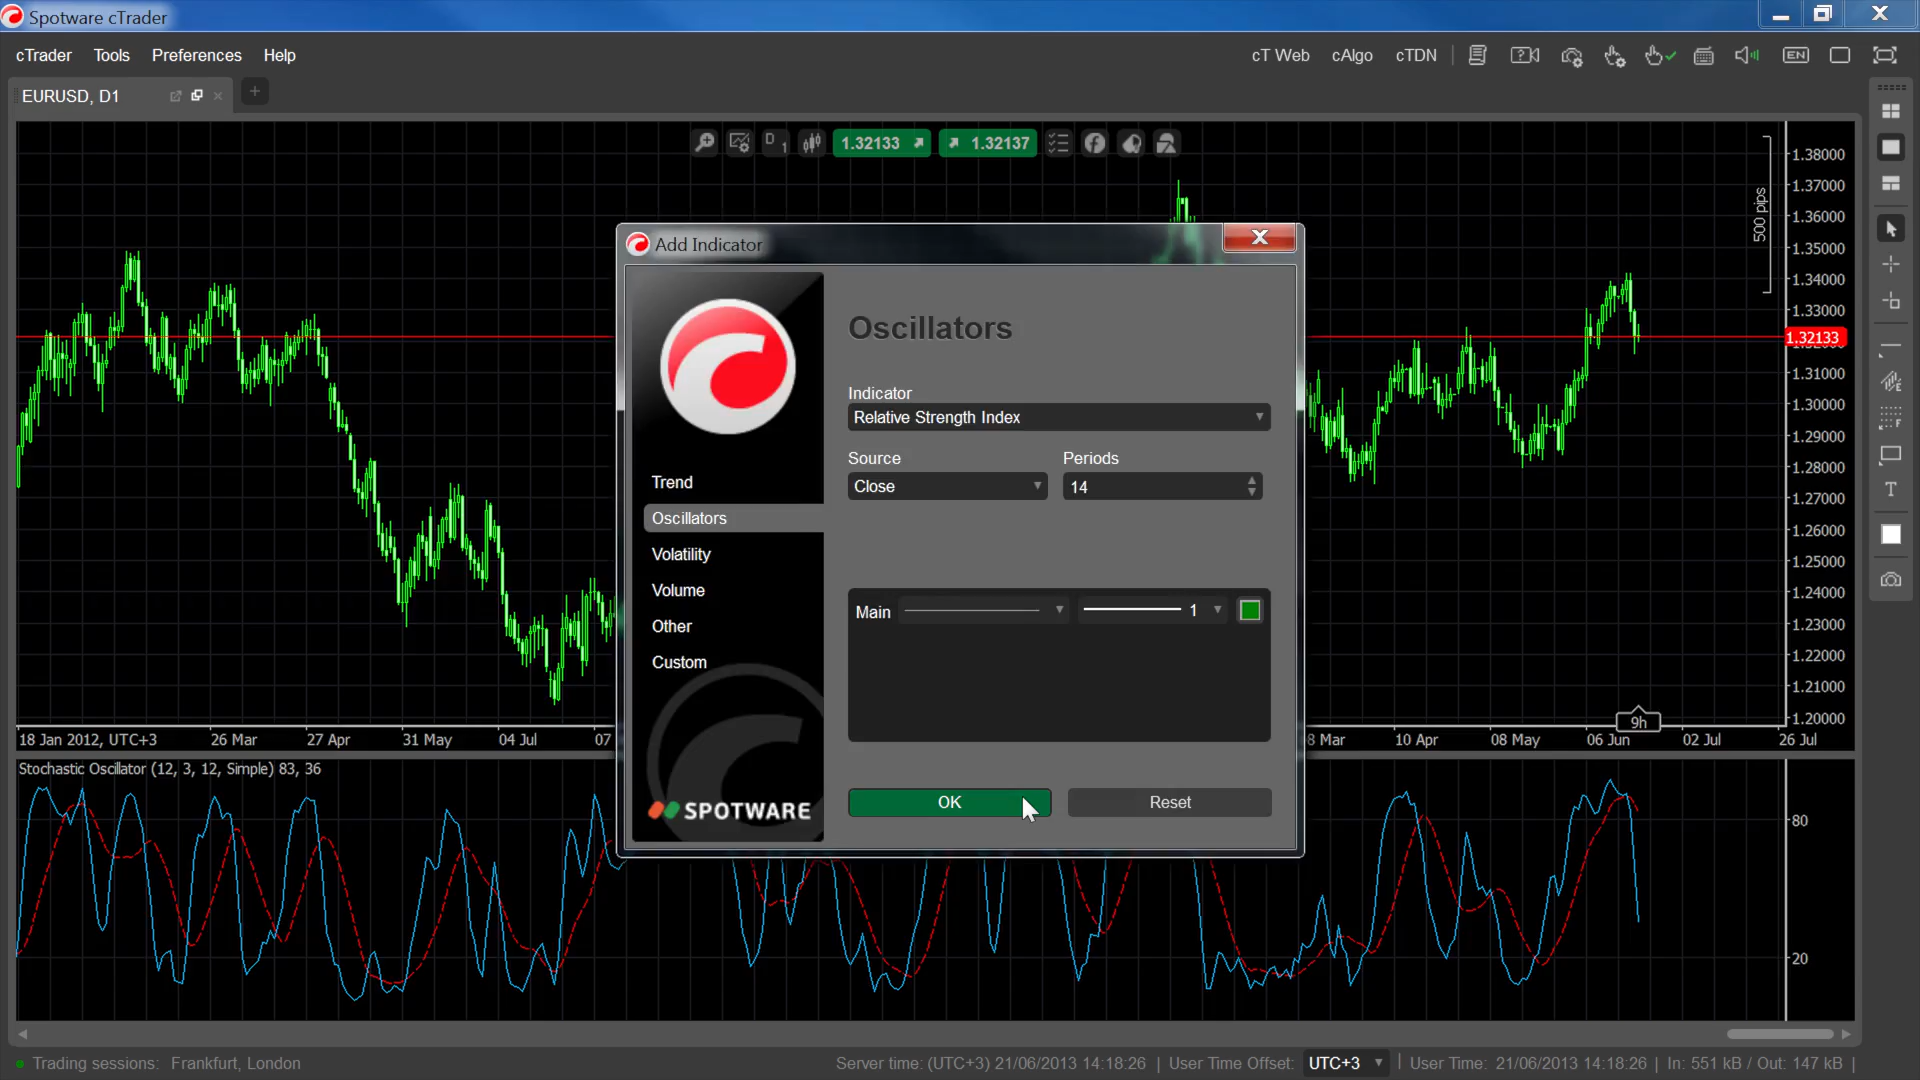 Spotware cTrader
cTrader Tools Preferences Help
cT Web cAlgo cTDN EN
EURUSD, D1
D 1 1.32133 1.32137
500 pips
1.38000
1.37000
1.36000
1.35000
1.34000
1.33000
1.32133
1.31000
1.30000
1.29000
1.28000
1.27000
1.26000
1.25000
1.24000
1.23000
1.22000
1.21000
1.20000
Add Indicator
Oscillators
Indicator
Relative Strength Index
Source Periods
Close 14
Trend
Oscillators
Volatility
Volume
Other
Custom
Main 1
SPOTWARE
OK Reset
9h
18 Jan 2012, UTC+3 26 Mar 27 Apr 31 May 04 Jul 07 8 Mar 10 Apr 08 May 06 Jun 02 Jul 26 Jul
Stochastic Oscillator (12, 3, 12, Simple) 83, 36
80
20
E
F
T
Trading sessions: Frankfurt, London
Server time: (UTC+3) 21/06/2013 14:18:26 | User Time Offset: UTC+3 | User Time: 21/06/2013 14:18:26 | In: 551 kB / Out: 147 kB |